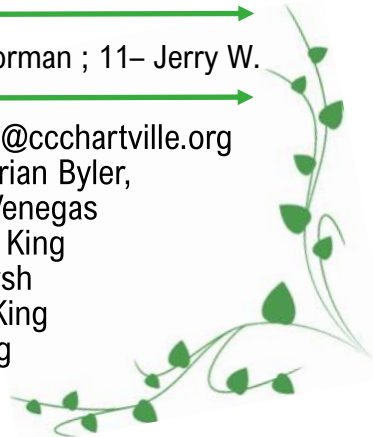 orman ; 11– Jerry W.
@ccchartville.org
rian Byler,
Venegas
King
sh
King
g